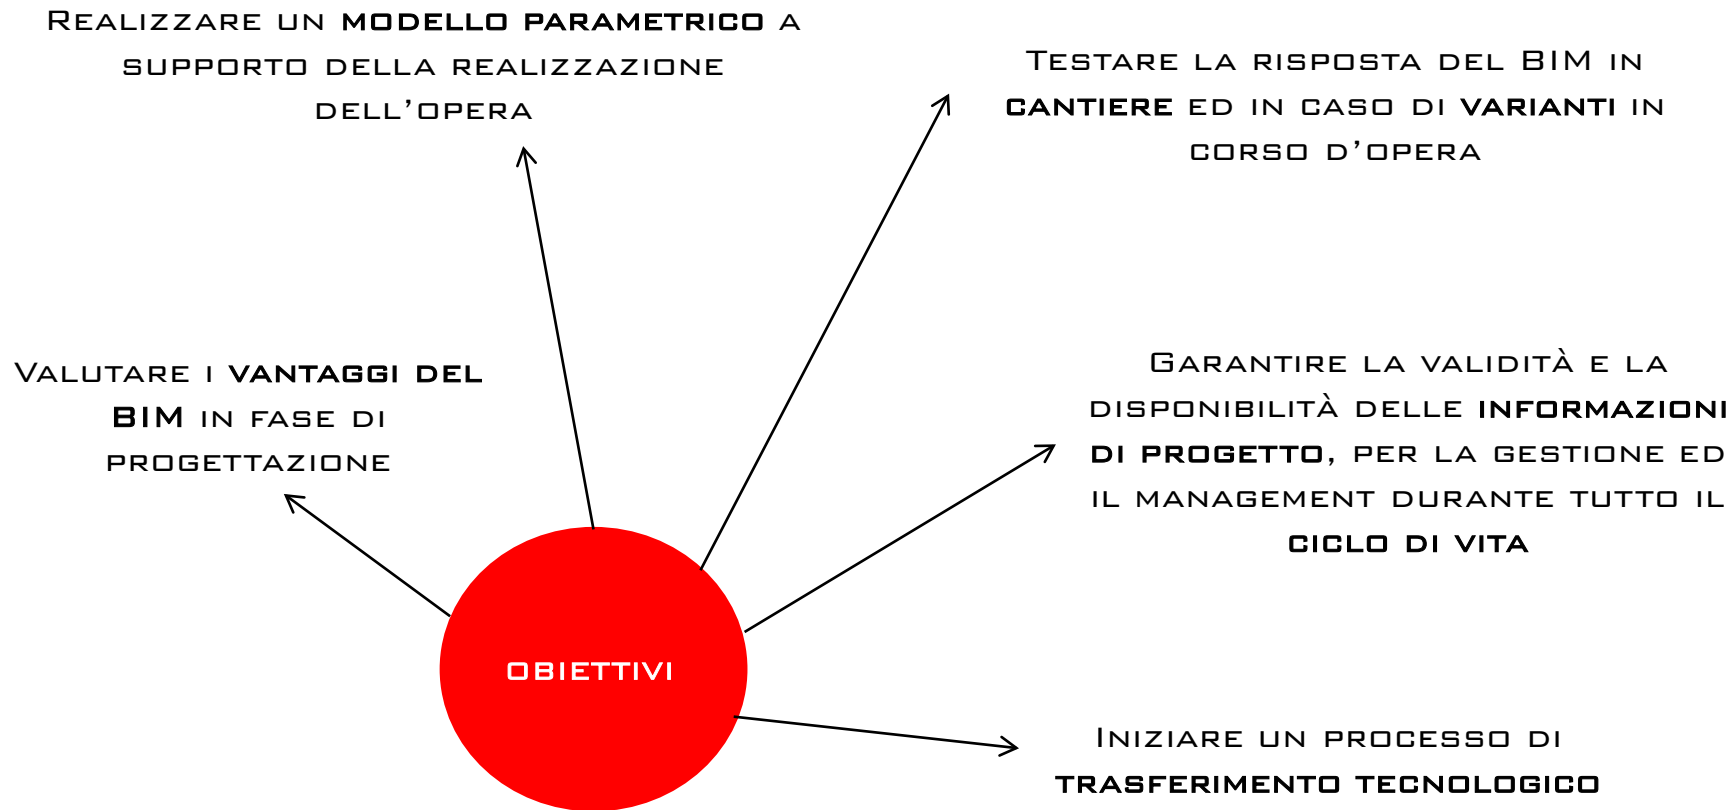 Realizzare un modello parametrico a
supporto della realizzazione
dell'opera
Testare la risposta del BIM in
cantiere ed in caso di varianti in
corso d'opera
Valutare i vantaggi del
BIM in fase di
progettazione
Garantire la validità e la
disponibilità delle informazioni
di progetto, per la gestione ed
il management durante tutto il
ciclo di vita
obiettivi
Iniziare un processo di
trasferimento tecnologico